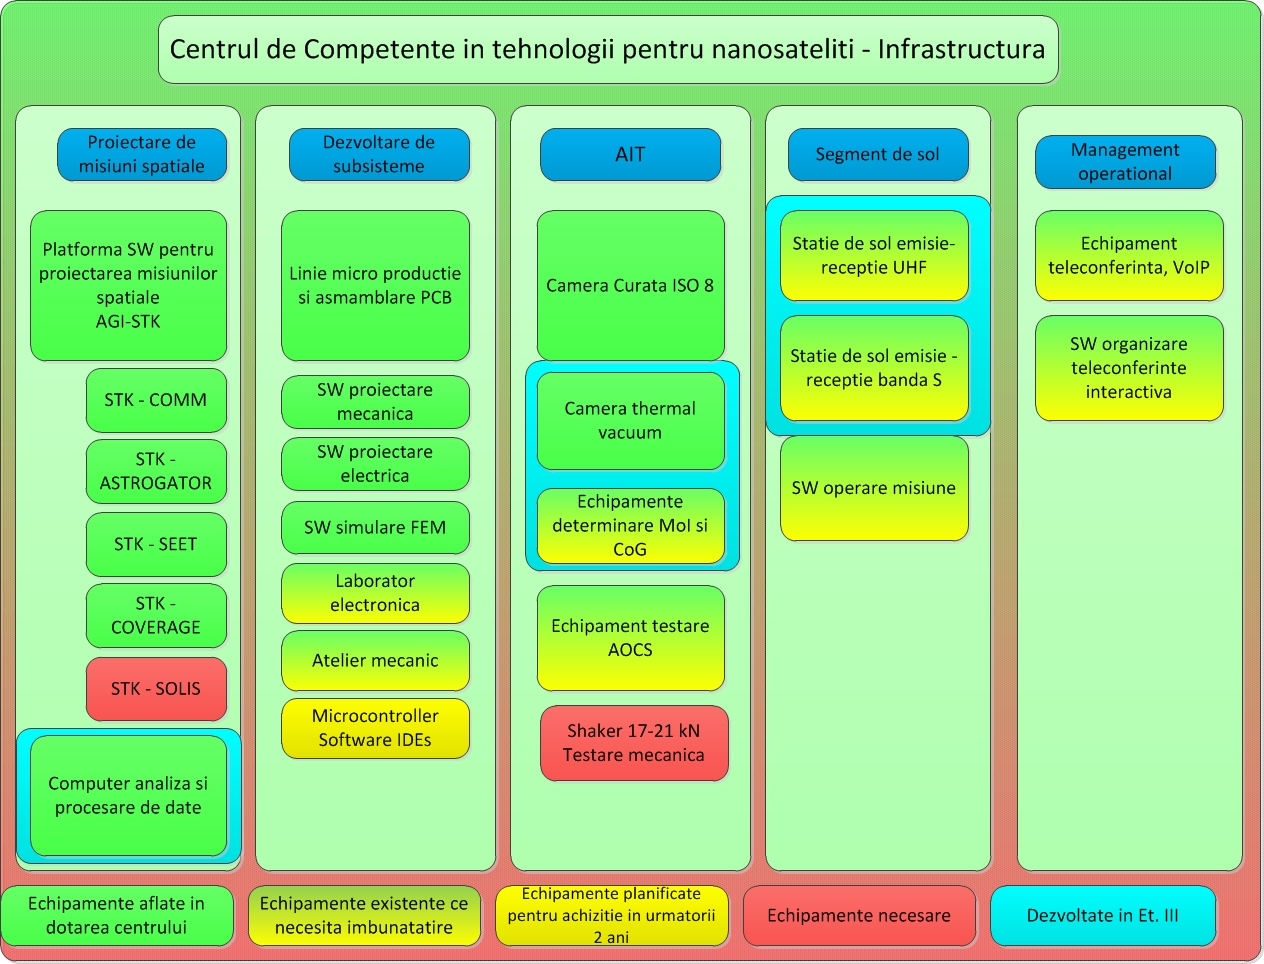 Centrul de Competente in tehnologii pentru nanosateliti - Infrastructura
Proiectare de
misiuni spatiale
Platforma SW pentru
proiectarea misiunilor
spatiale
AGI-STK
STK - COMM
STK -
ASTROGATOR
STK - SEET
STK -
COVERAGE
STK - SOLIS
Computer analiza si
procesare de date
Dezvoltare de
subsisteme
Linie micro productie
si asmamblare PCB
SW proiectare
mecanica
SW proiectare
electrica
SW simulare FEM
Laborator
electronica
Atelier mecanic
Microcontroller
Software IDEs
AIT
Camera Curata ISO 8
Camera thermal
vacuum
Echipamente
determinare MoI si
CoG
Echipament testare
AOCS
Shaker 17-21 kN
Testare mecanica
Segment de sol
Statie de sol emisie-
receptie UHF
Statie de sol emisie -
receptie banda S
SW operare misiune
Management
operational
Echipament
teleconferinta, VoIP
SW organizare
teleconferinte
interactiva
Echipamente aflate in
dotarea centrului
Echipamente existente ce
necesita imbunatatire
Echipamente planificate
pentru achizitie in urmatorii
2 ani
Echipamente necesare
Dezvoltate in Et. III